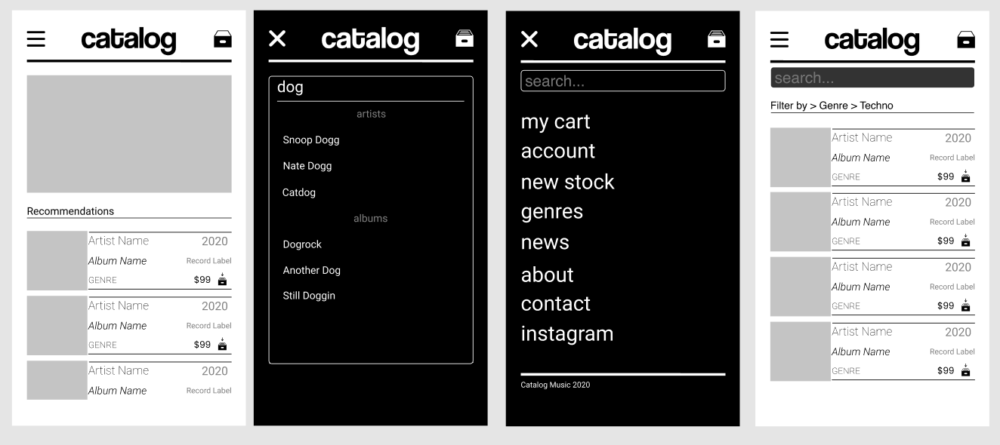 catalog
Recommendations
Artist Name 2020
Album Name Record Label
GENRE $99
Artist Name 2020
Album Name Record Label
GENRE $99
Artist Name 2020
Album Name Record Label
catalog
dog
artists
Snoop Dogg
Nate Dogg
Catdog
albums
Dogrock
Another Dog
Still Doggin
catalog
search...
my cart
account
new stock
genres
news
about
contact
instagram
Catalog Music 2020
catalog
search...
Filter by > Genre > Techno
Artist Name 2020
Album Name Record Label
GENRE $99
Artist Name 2020
Album Name Record Label
GENRE $99
Artist Name 2020
Album Name Record Label
GENRE $99
Artist Name 2020
Album Name Record Label
GENRE $99